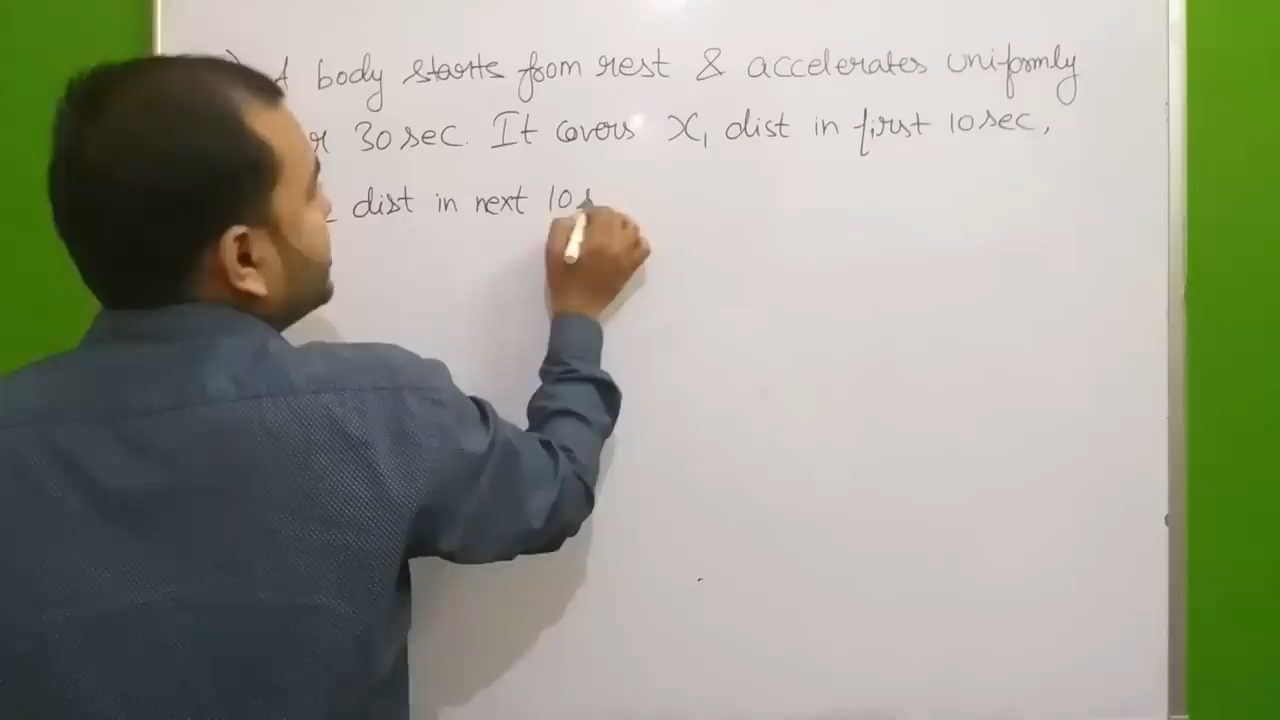 A body starts from rest & accelerates uniformly
30 sec. It covers x₁ dist in first 10 sec,
dist in next 10